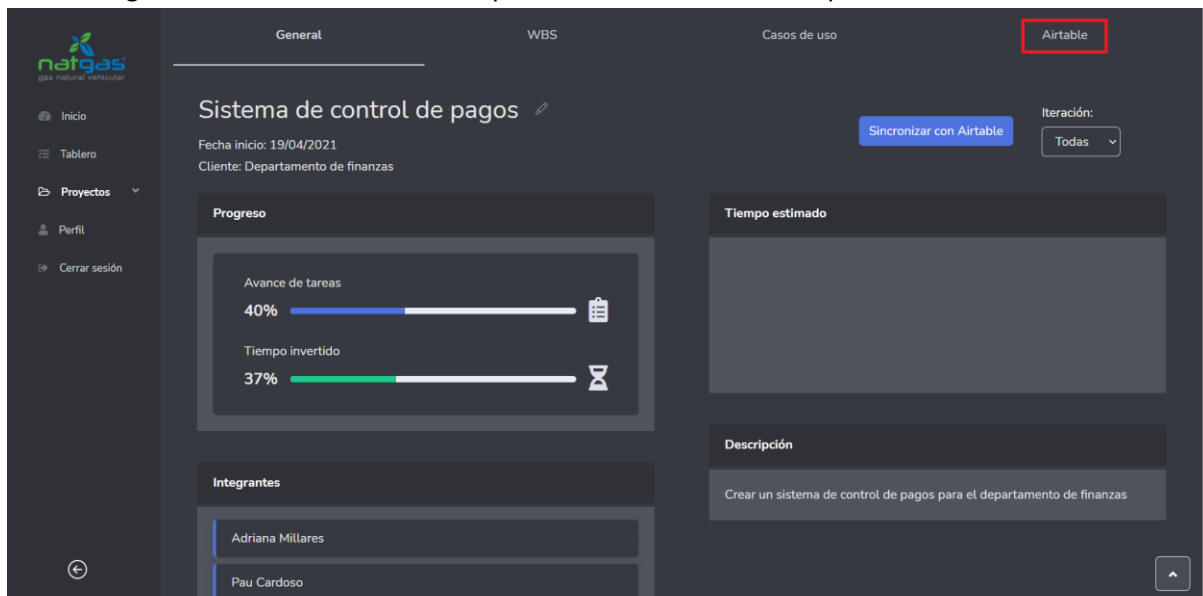 General
WBS
Casos de uso
Airtable
natgas
gas natural vehicular
Inicio
Tablero
Proyectos
Perfil
Cerrar sesión
Sistema de control de pagos
Fecha inicio: 19/04/2021
Cliente: Departamento de finanzas
Sincronizar con Airtable
Iteración:
Todas
Progreso
Avance de tareas
40%
Tiempo invertido
37%
Tiempo estimado
Descripción
Crear un sistema de control de pagos para el departamento de finanzas
Integrantes
Adriana Millares
Pau Cardoso